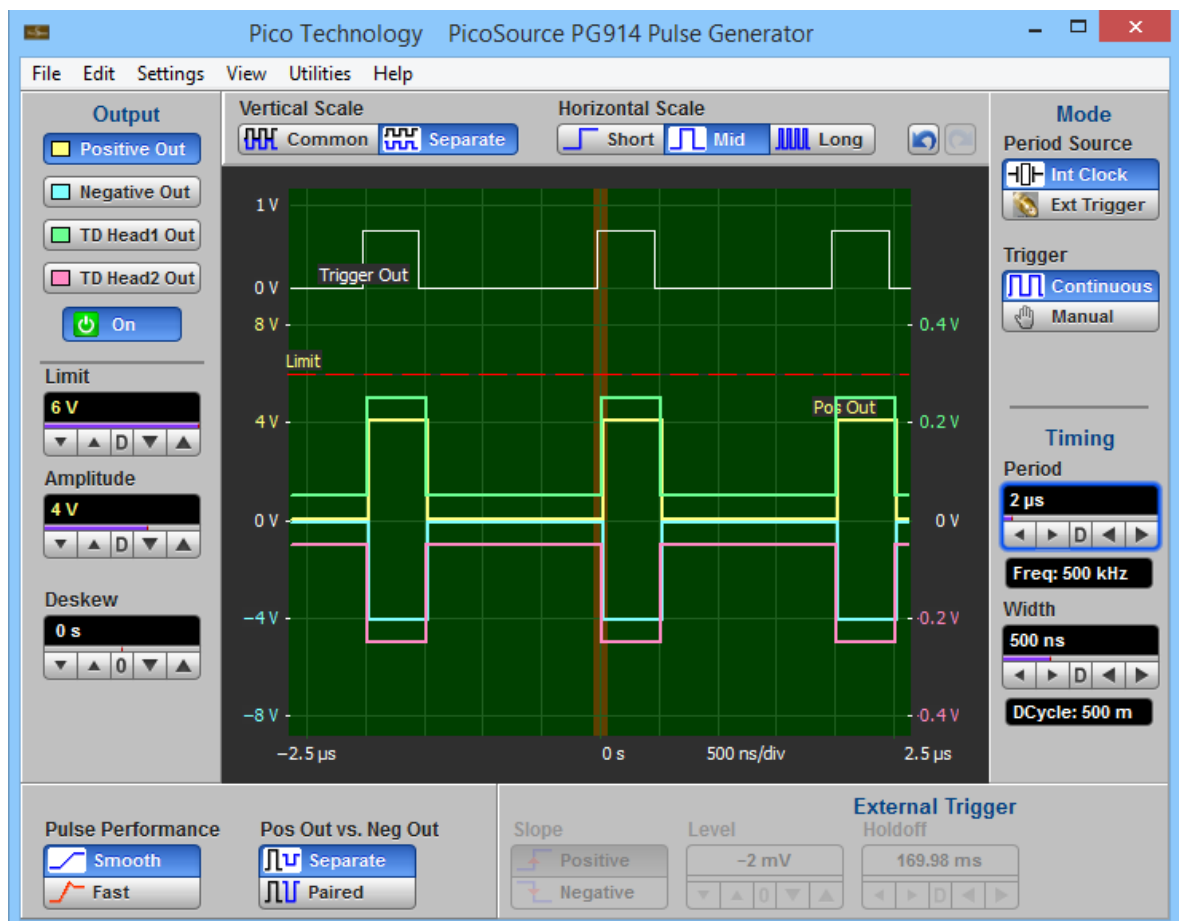 Pico Technology PicoSource PG914 Pulse Generator
File Edit Settings View Utilities Help
Output
Positive Out
Negative Out
TD Head1 Out
TD Head2 Out
On
Limit
6 V
D
Amplitude
4 V
D
Deskew
0 s
0
Vertical Scale
Common
Separate
Horizontal Scale
Short
Mid
Long
1 V
Trigger Out
0 V
8 V
0.4 V
Limit
Pos Out
4 V
0.2 V
0 V
0 V
−4 V
-0.2 V
−8 V
-0.4 V
−2.5 µs
0 s
500 ns/div
2.5 µs
Mode
Period Source
Int Clock
Ext Trigger
Trigger
Continuous
Manual
Timing
Period
2 µs
D
Freq: 500 kHz
Width
500 ns
D
DCycle: 500 m
Pulse Performance
Smooth
Fast
Pos Out vs. Neg Out
Separate
Paired
External Trigger
Slope
Positive
Negative
Level
−2 mV
0
Holdoff
169.98 ms
D